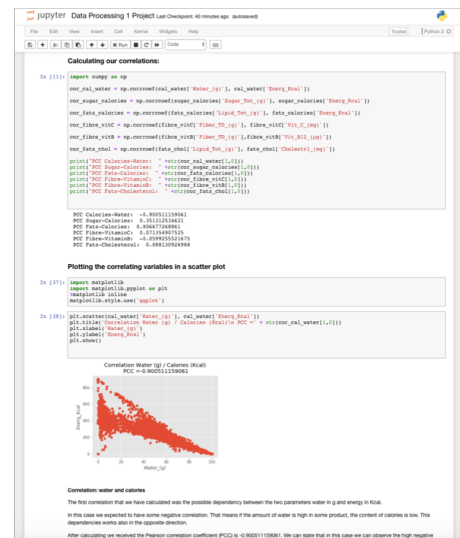 jupyter Data Processing 1 Project Last Checkpoint: 40 minutes ago (autosaved)
File Edit View Insert Cell Kernel Widgets Help Trusted Python 2
Run Code
Calculating our correlations:
In [11]: import numpy as np
cor_cal_water = np.corrcoef(cal_water['Water_(g)'], cal_water['Energ_Kcal'])
cor_sugar_calories = np.corrcoef(sugar_calories['Sugar_Tot_(g)'], sugar_calories['Energ_Kcal'])
cor_fats_calories = np.corrcoef(fats_calories['Lipid_Tot_(g)'], fats_calories['Energ_Kcal'])
cor_fibre_vitC = np.corrcoef(fibre_vitC['Fiber_TD_(g)'], fibre_vitC['Vit_C_(mg)'])
cor_fibre_vitB = np.corrcoef(fibre_vitB['Fiber_TD_(g)'],fibre_vitB['Vit_B12_(µg)'])
cor_fats_chol = np.corrcoef(fats_chol['Lipid_Tot_(g)'], fats_chol['Cholestrl_(mg)'])
print("PCC Calories-Water: " +str(cor_cal_water[1,0]))
print("PCC Sugar-Calories: " +str(cor_sugar_calories[1,0]))
print("PCC Fats-Calories: " +str(cor_fats_calories[1,0]))
print("PCC Fibre-VitaminC: " +str(cor_fibre_vitC[1,0]))
print("PCC Fibre-VitaminB: " +str(cor_fibre_vitB[1,0]))
print("PCC Fats-Cholesterol: " +str(cor_fats_chol[1,0]))
PCC Calories-Water: -0.900511159061
PCC Sugar-Calories: 0.351312534621
PCC Fats-Calories: 0.806677268861
PCC Fibre-VitaminC: 0.071354907525
PCC Fibre-VitaminB: -0.0599255521675
PCC Fats-Cholesterol: 0.088130926988
Plotting the correlating variables in a scatter plot
In [37]: import matplotlib
import matplotlib.pyplot as plt
%matplotlib inline
matplotlib.style.use('ggplot')
In [38]: plt.scatter(cal_water['Water_(g)'], cal_water['Energ_Kcal'])
plt.title('Correlation Water (g) / Calories (Kcal)\n PCC =' + str(cor_cal_water[1,0]))
plt.xlabel('Water_(g)')
plt.ylabel('Energ_Kcal')
plt.show()
Correlation Water (g) / Calories (Kcal)
PCC =-0.900511159061
Energ_Kcal
800
600
400
200
0
0 20 40 60 80 100
Water_(g)
Correlation: water and calories
The first correlation that we have calculated was the possible dependency between the two parameters water in g and energy in Kcal.
In this case we expected to have some negative correlation. That means if the amount of water is high in some product, the content of calories is low. This
dependencies works also in the opposite direction.
After calculating we received the Pearson correlation coefficient (PCC) is -0.900511159061. We can state that in this case we can observe the high negative